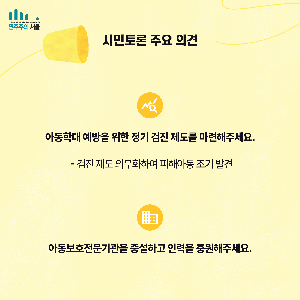 민주주의 서울
시민토론 주요 의견
아동학대 예방을 위한 정기 검진 제도를 마련해주세요.
- 검진 제도 의무화하여 피해아동 조기 발견
아동보호전문기관을 증설하고 인력을 충원해주세요.